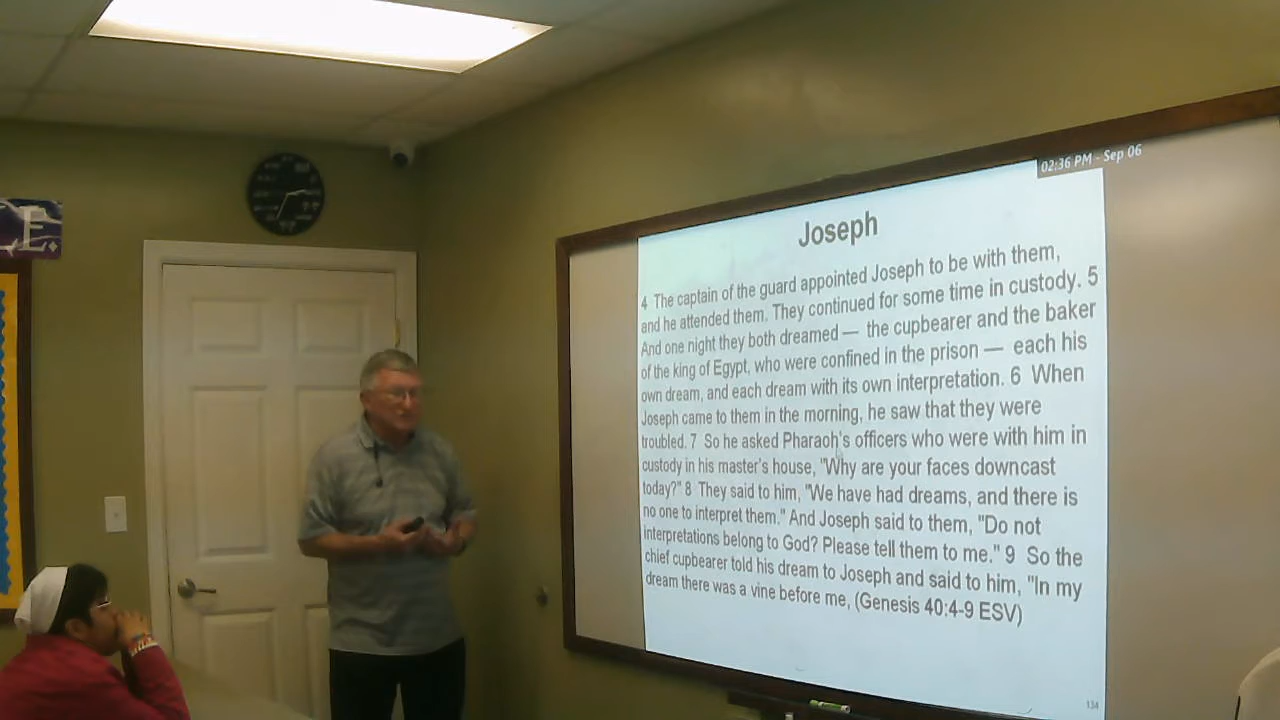 E.
02:36 PM - Sep 06
Joseph
4 The captain of the guard appointed Joseph to be with them,
and he attended them. They continued for some time in custody. 5
And one night they both dreamed — the cupbearer and the baker
of the king of Egypt, who were confined in the prison — each his
own dream, and each dream with its own interpretation. 6 When
Joseph came to them in the morning, he saw that they were
troubled. 7 So he asked Pharaoh's officers who were with him in
custody in his master's house, "Why are your faces downcast
today?" 8 They said to him, "We have had dreams, and there is
no one to interpret them." And Joseph said to them, "Do not
interpretations belong to God? Please tell them to me." 9 So the
chief cupbearer told his dream to Joseph and said to him, "In my
dream there was a vine before me, (Genesis 40:4-9 ESV)
134